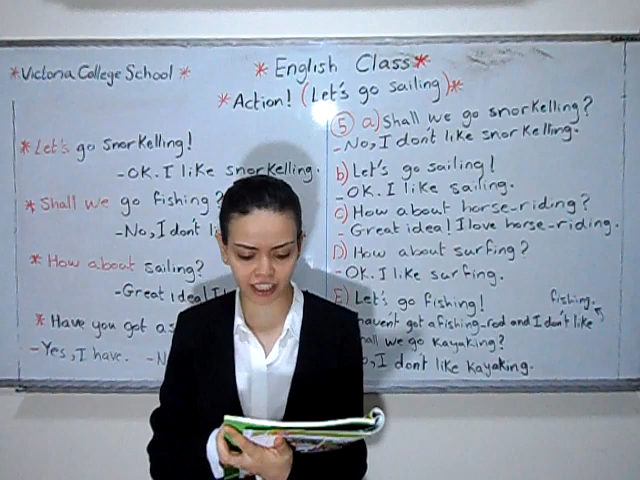 *Victoria College School*
*English Class*
*Action! (Let's go sailing)*
*Let's go snorkelling!
-OK. I like snorkelling.
*Shall we go fishing?
-No, I don't
*How about sailing?
-Great idea! I
*Have you got a
-Yes, I have. -N
⑤ a) Shall we go snorkelling?
-No, I don't like snorkelling.
b) Let's go sailing!
-OK. I like sailing.
C) How about horse-riding?
- Great idea! I love horse-riding.
D) How about surfing?
-OK. I like surfing.
E) Let's go fishing!
haven't got a fishing-rod and I don't like
fishing.
we go kayaking?
I don't like kayaking.